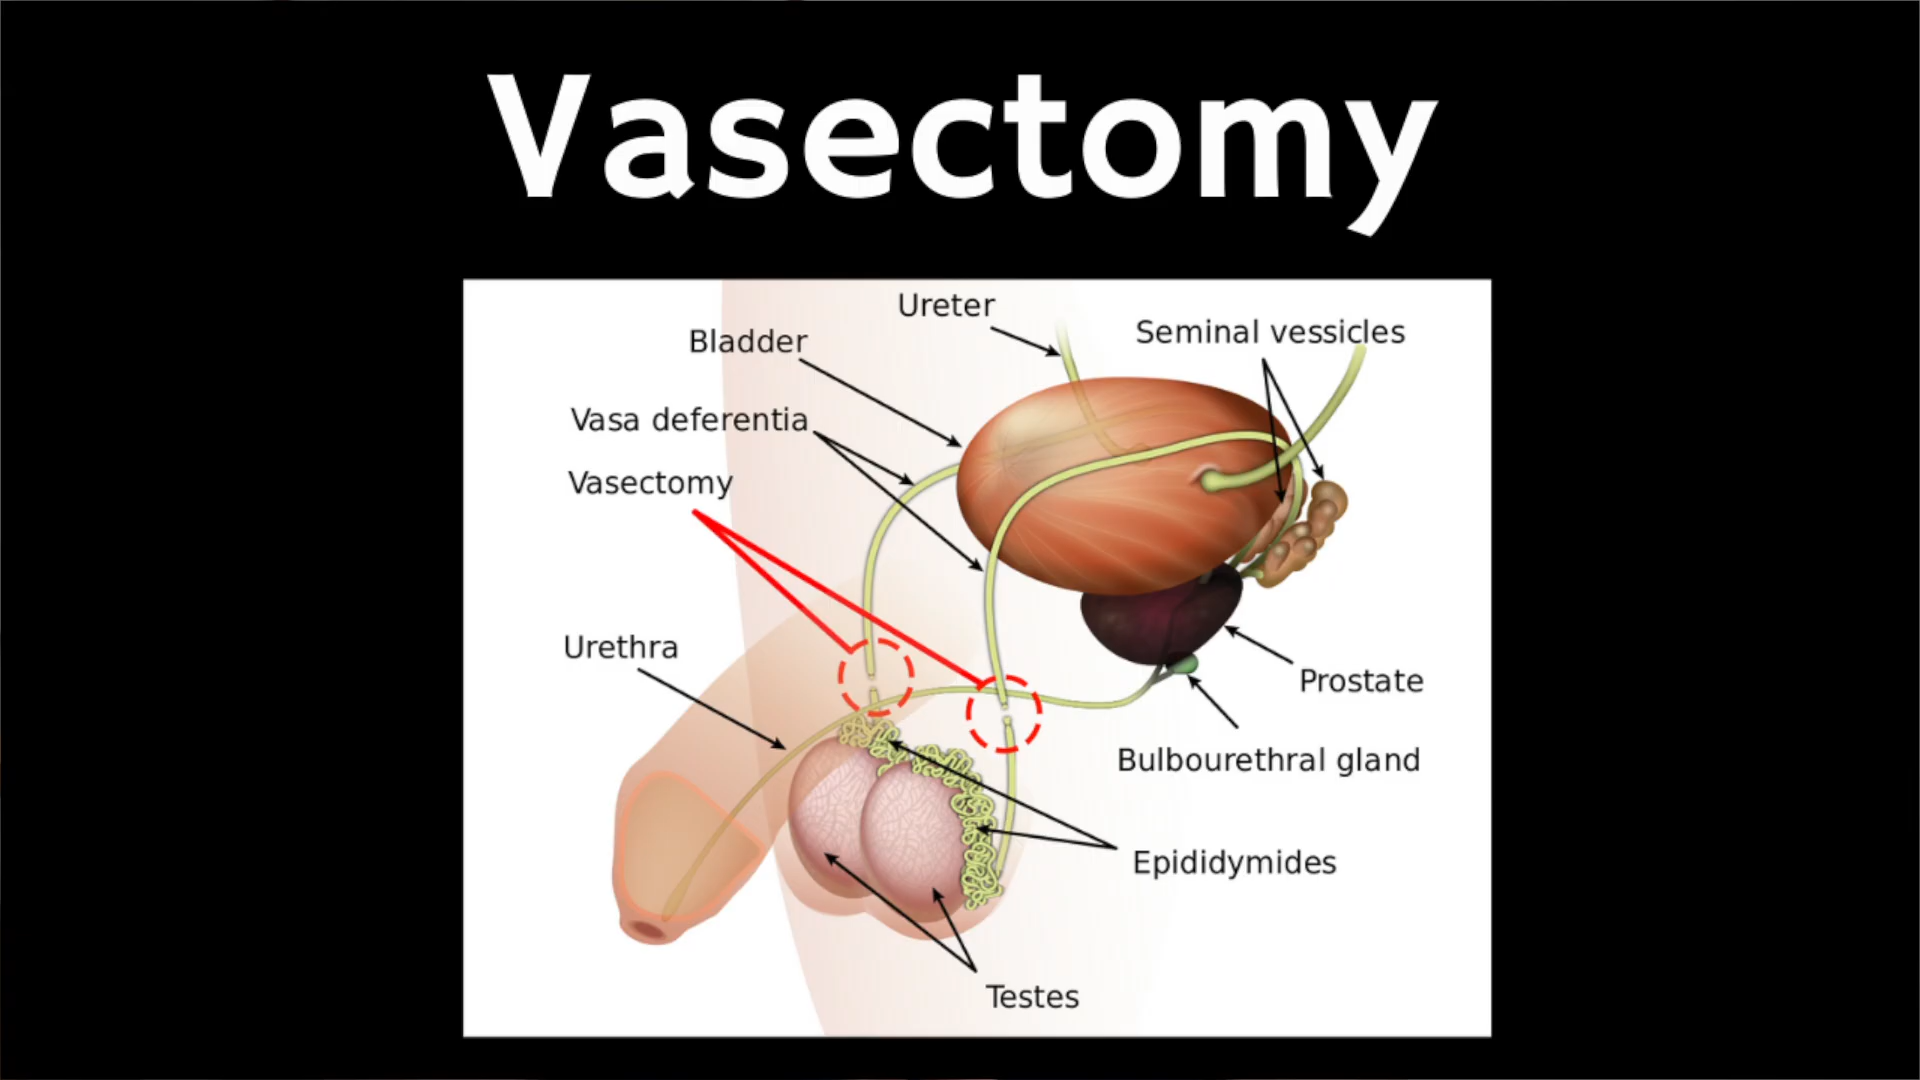 Vasectomy
Ureter
Seminal vessicles
Bladder
Vasa deferentia
Vasectomy
Urethra
Prostate
Bulbourethral gland
Epididymides
Testes